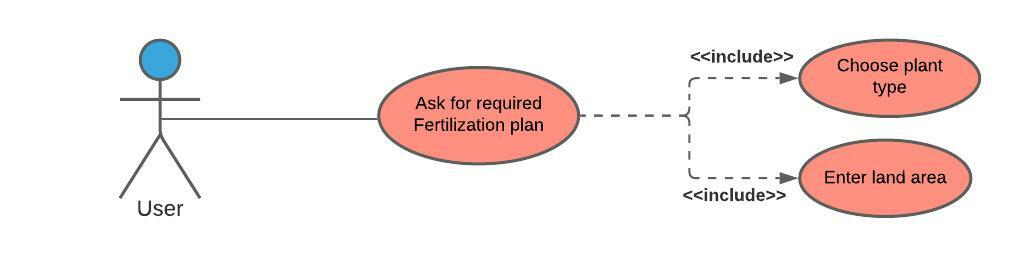 <<include>>
Choose plant
type
Ask for required
Fertilization plan
Enter land area
<<include>>
User